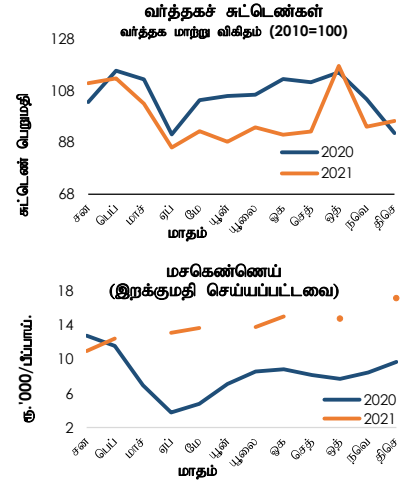 வர்த்தகச் சுட்டெண்கள்
வர்த்தக மாற்று விகிதம் (2010=100)
சுட்டெண் பெறுமதி
128
108
88
68
2020
2021
சன
பெப்
மாச்
ஏப்
மே
யூன்
யூலை
ஒக
செத்
ஒத்
நவெ
திசெ
மாதம்
மசகெண்ணெய்
(இறக்குமதி செய்யப்பட்டவை)
ரூ.'000/பீப்பாய்.
18
14
10
6
2
2020
2021
சன
பெப்
மாச்
ஏப்
மே
யூன்
யூலை
ஒக
செத்
ஒத்
நவெ
திசெ
மாதம்